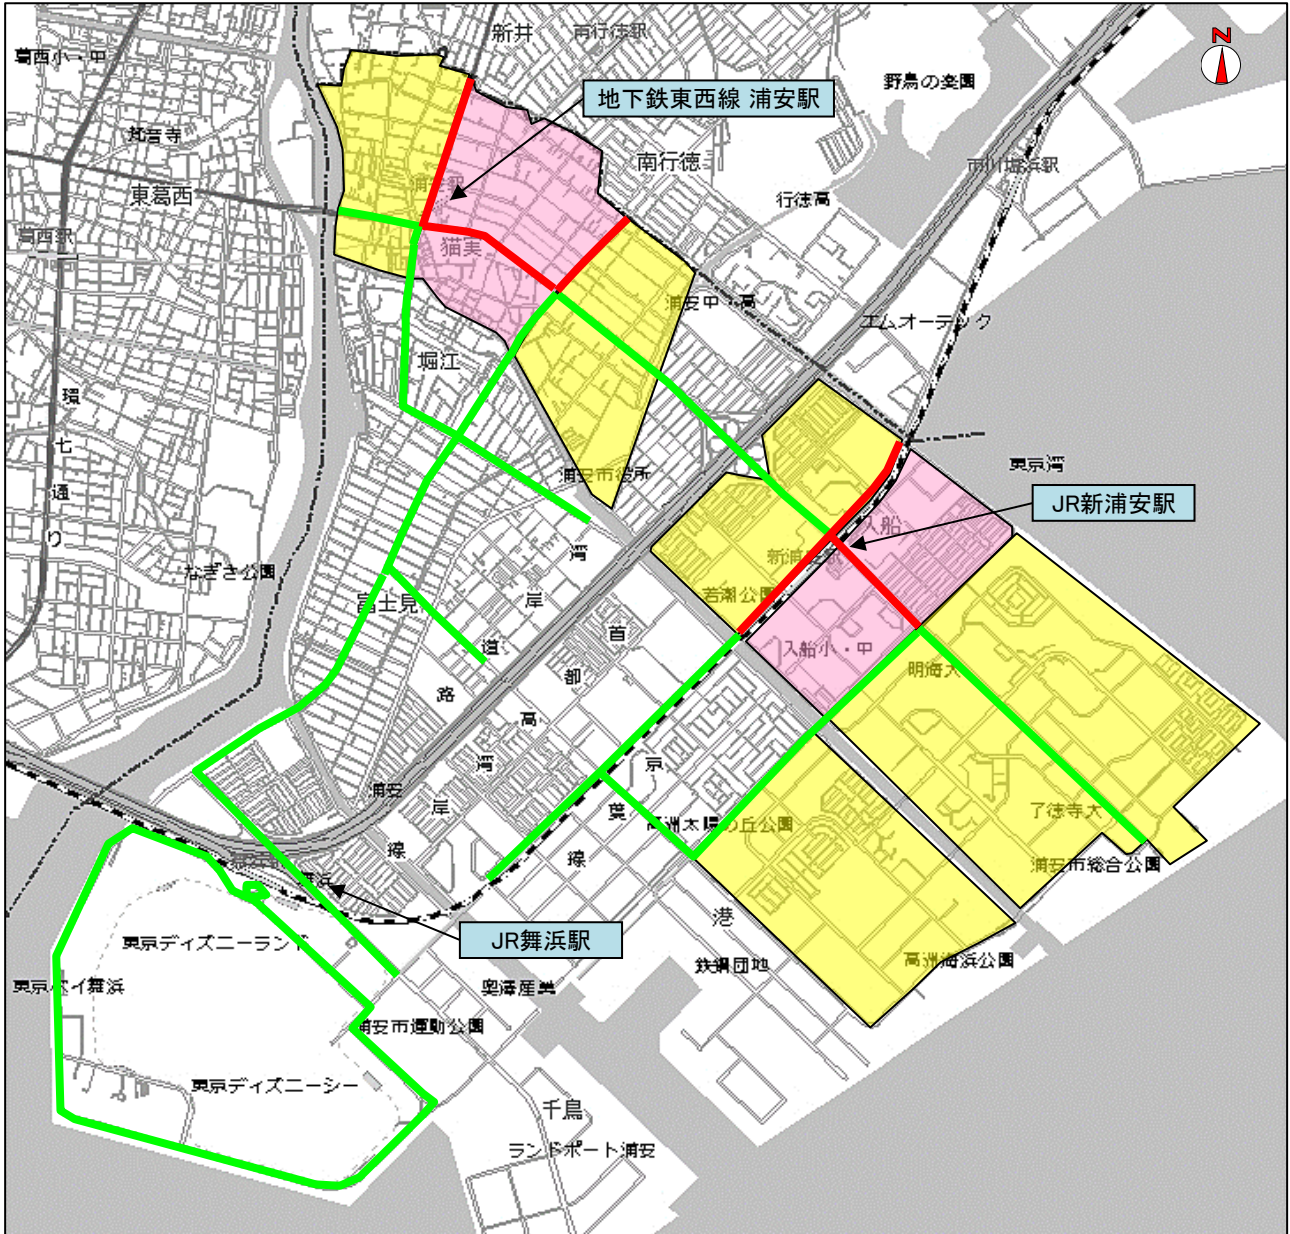 新井
南行徳駅
N
葛西小・中
野鳥の楽園
地下鉄東西線 浦安駅
梵音寺
南行徳
市川塩浜駅
東葛西
浦安駅
行徳高
葛西駅
猫実
浦安中・高
エムオーテック
堀江
環七通り
浦安市役所
東京湾
JR新浦安駅
入船
新浦安駅
なぎさ公園
富士見
若潮公園
湾岸道路
首都高湾岸線
入船小・中
明海大
京葉線
浦安
高洲太陽の丘公園
了徳寺大
浦安市総合公園
舞浜
港
東京ディズニーランド
JR舞浜駅
鉄鋼団地
高洲海浜公園
東京ベイ舞浜
奥澤産業
浦安市運動公園
東京ディズニーシー
千鳥
ランドポート浦安